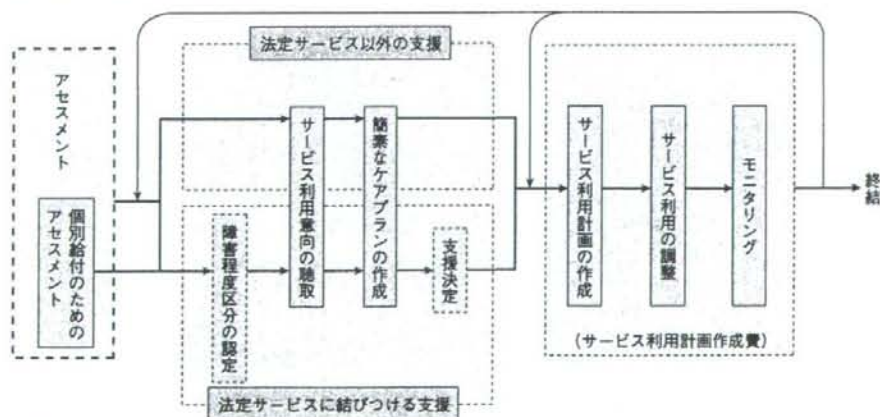 法定サービス以外の支援
アセスメント
個別給付のための
アセスメント
障害程度区分の認定
サービス利用意向の聴取
簡素なケアプランの作成
支援決定
サービス利用計画の作成
サービス利用の調整
モニタリング
終結
(サービス利用計画作成費)
法定サービスに結びつける支援